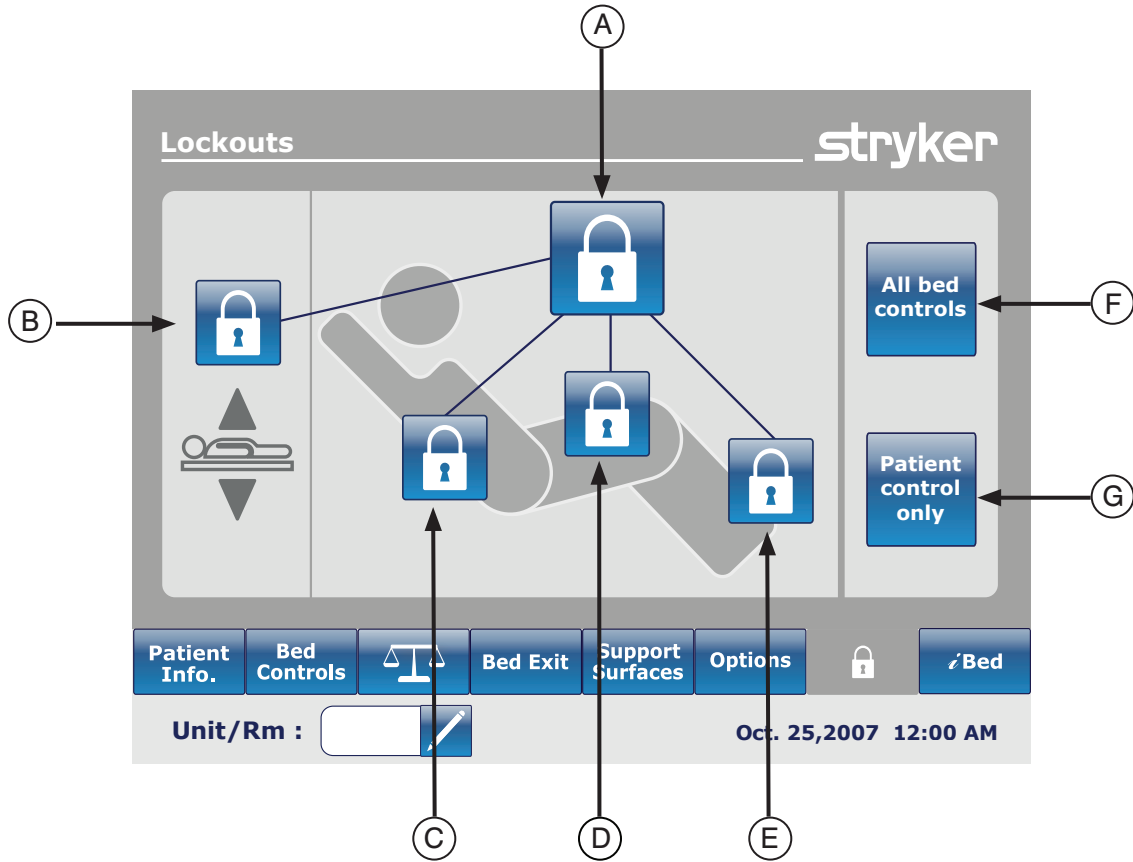 A
Lockouts
stryker
B
All bed
controls
F
Patient
control
only
G
Patient
Info.
Bed
Controls
Bed Exit
Support
Surfaces
Options
iBed
Unit/Rm :
Oct. 25,2007 12:00 AM
C
D
E